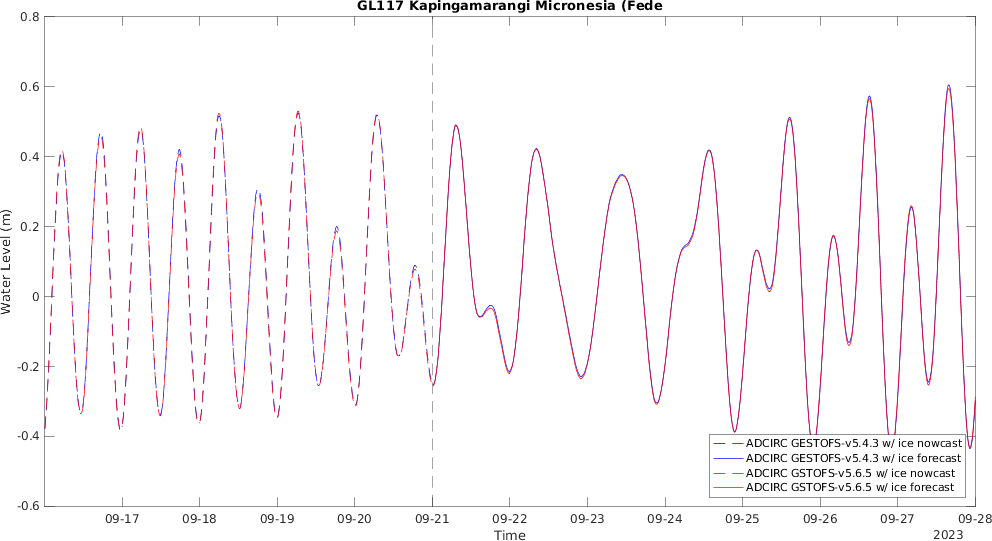 GL117 Kapingamarangi Micronesia (Fede
0.8
0.6
0.4
0.2
0
-0.2
-0.4
-0.6
Water Level (m)
ADCIRC GESTOFS-v5.4.3 w/ ice nowcast
ADCIRC GESTOFS-v5.4.3 w/ ice forecast
ADCIRC GSTOFS-v5.6.5 w/ ice nowcast
ADCIRC GSTOFS-v5.6.5 w/ ice forecast
09-17 09-18 09-19 09-20 09-21 09-22 09-23 09-24 09-25 09-26 09-27 09-28
Time
2023